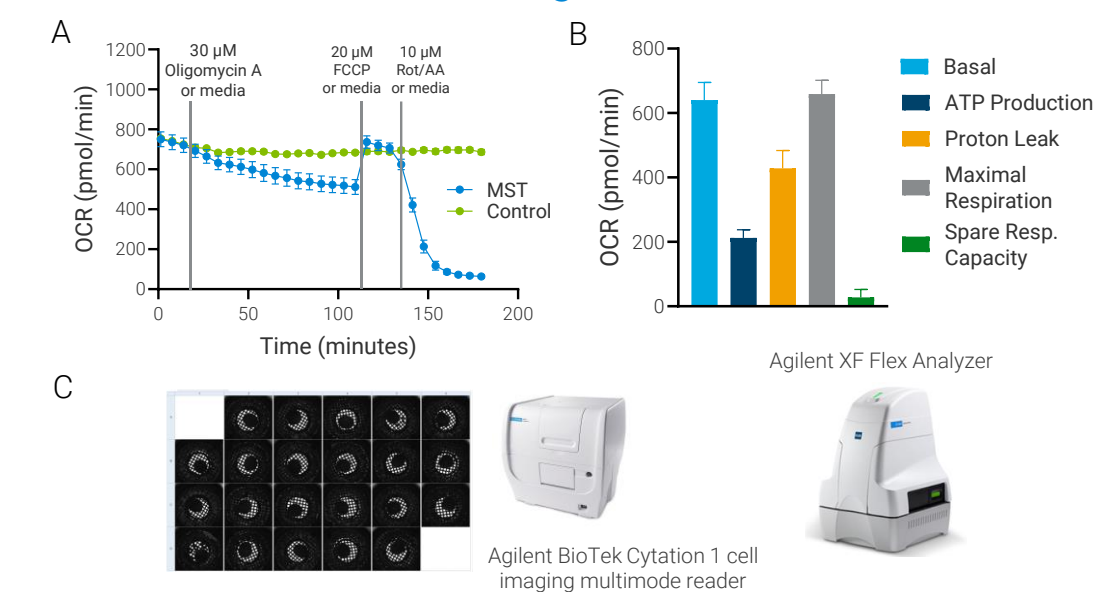 A
1200
1000
800
600
400
200
0
OCR (pmol/min)
30 µM
Oligomycin A
or media
20 µM
FCCP
or media
10 µM
Rot/AA
or media
MST
Control
0
50
100
150
200
Time (minutes)
B
800
600
400
200
0
OCR (pmol/min)
Basal
ATP Production
Proton Leak
Maximal
Respiration
Spare Resp.
Capacity
Agilent XF Flex Analyzer
C
Agilent BioTek Cytation 1 cell
imaging multimode reader